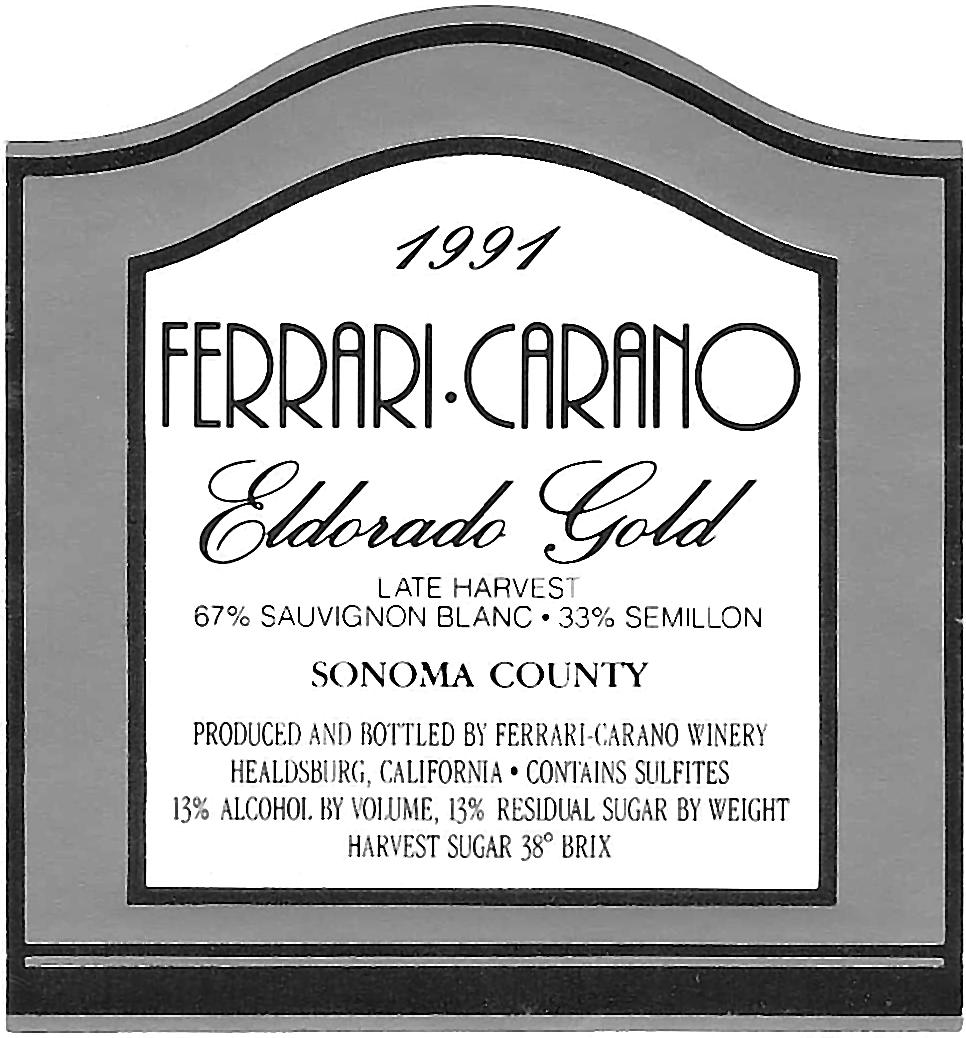 1991
FERRARI·CARANO
Eldorado Gold
LATE HARVEST
67% SAUVIGNON BLANC • 33% SEMILLON
SONOMA COUNTY
PRODUCED AND BOTTLED BY FERRARI-CARANO WINERY
HEALDSBURG, CALIFORNIA • CONTAINS SULFITES
13% ALCOHOL BY VOLUME, 13% RESIDUAL SUGAR BY WEIGHT
HARVEST SUGAR 38° BRIX